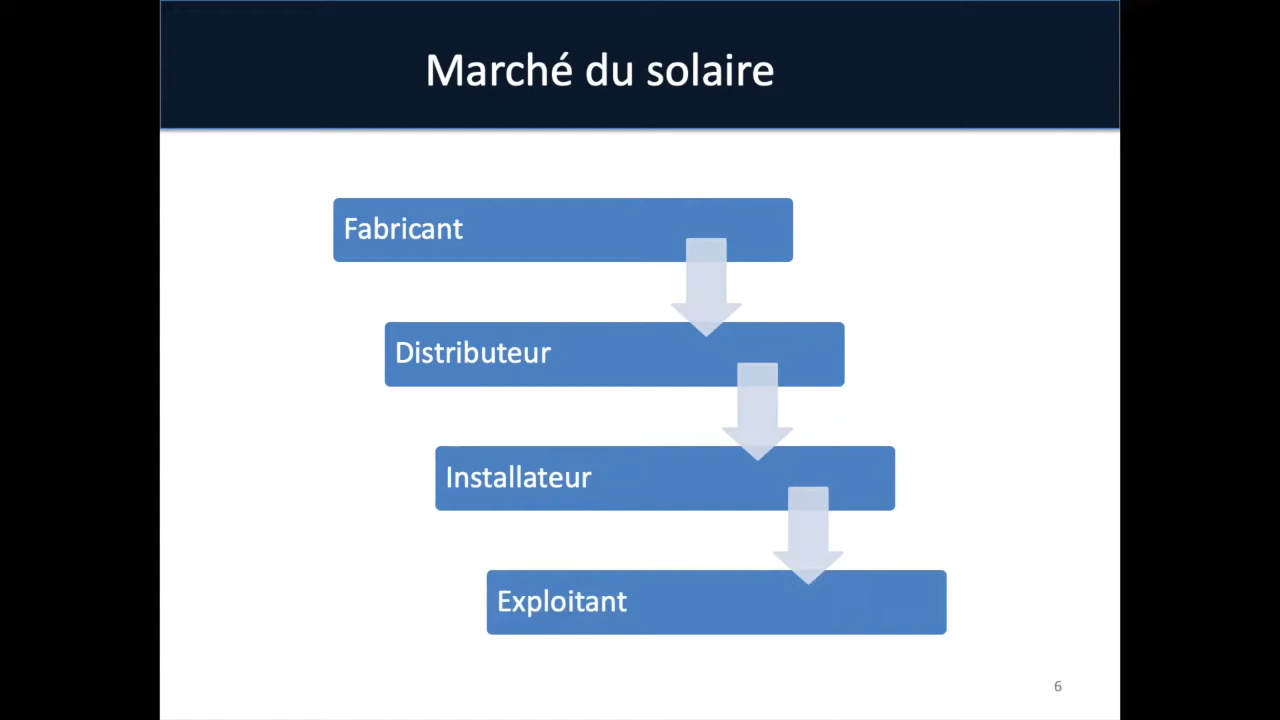 Marché du solaire
Fabricant
Distributeur
Installateur
Exploitant
6